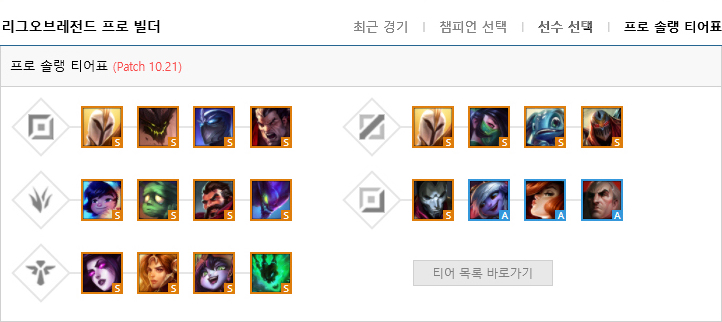 리그오브레전드 프로 빌더
최근 경기 | 챔피언 선택 | 선수 선택 | 프로 솔랭 티어표
프로 솔랭 티어표 (Patch 10.21)
S S S S
S S S S
S S S S
S A A A
S S S S
티어 목록 바로가기